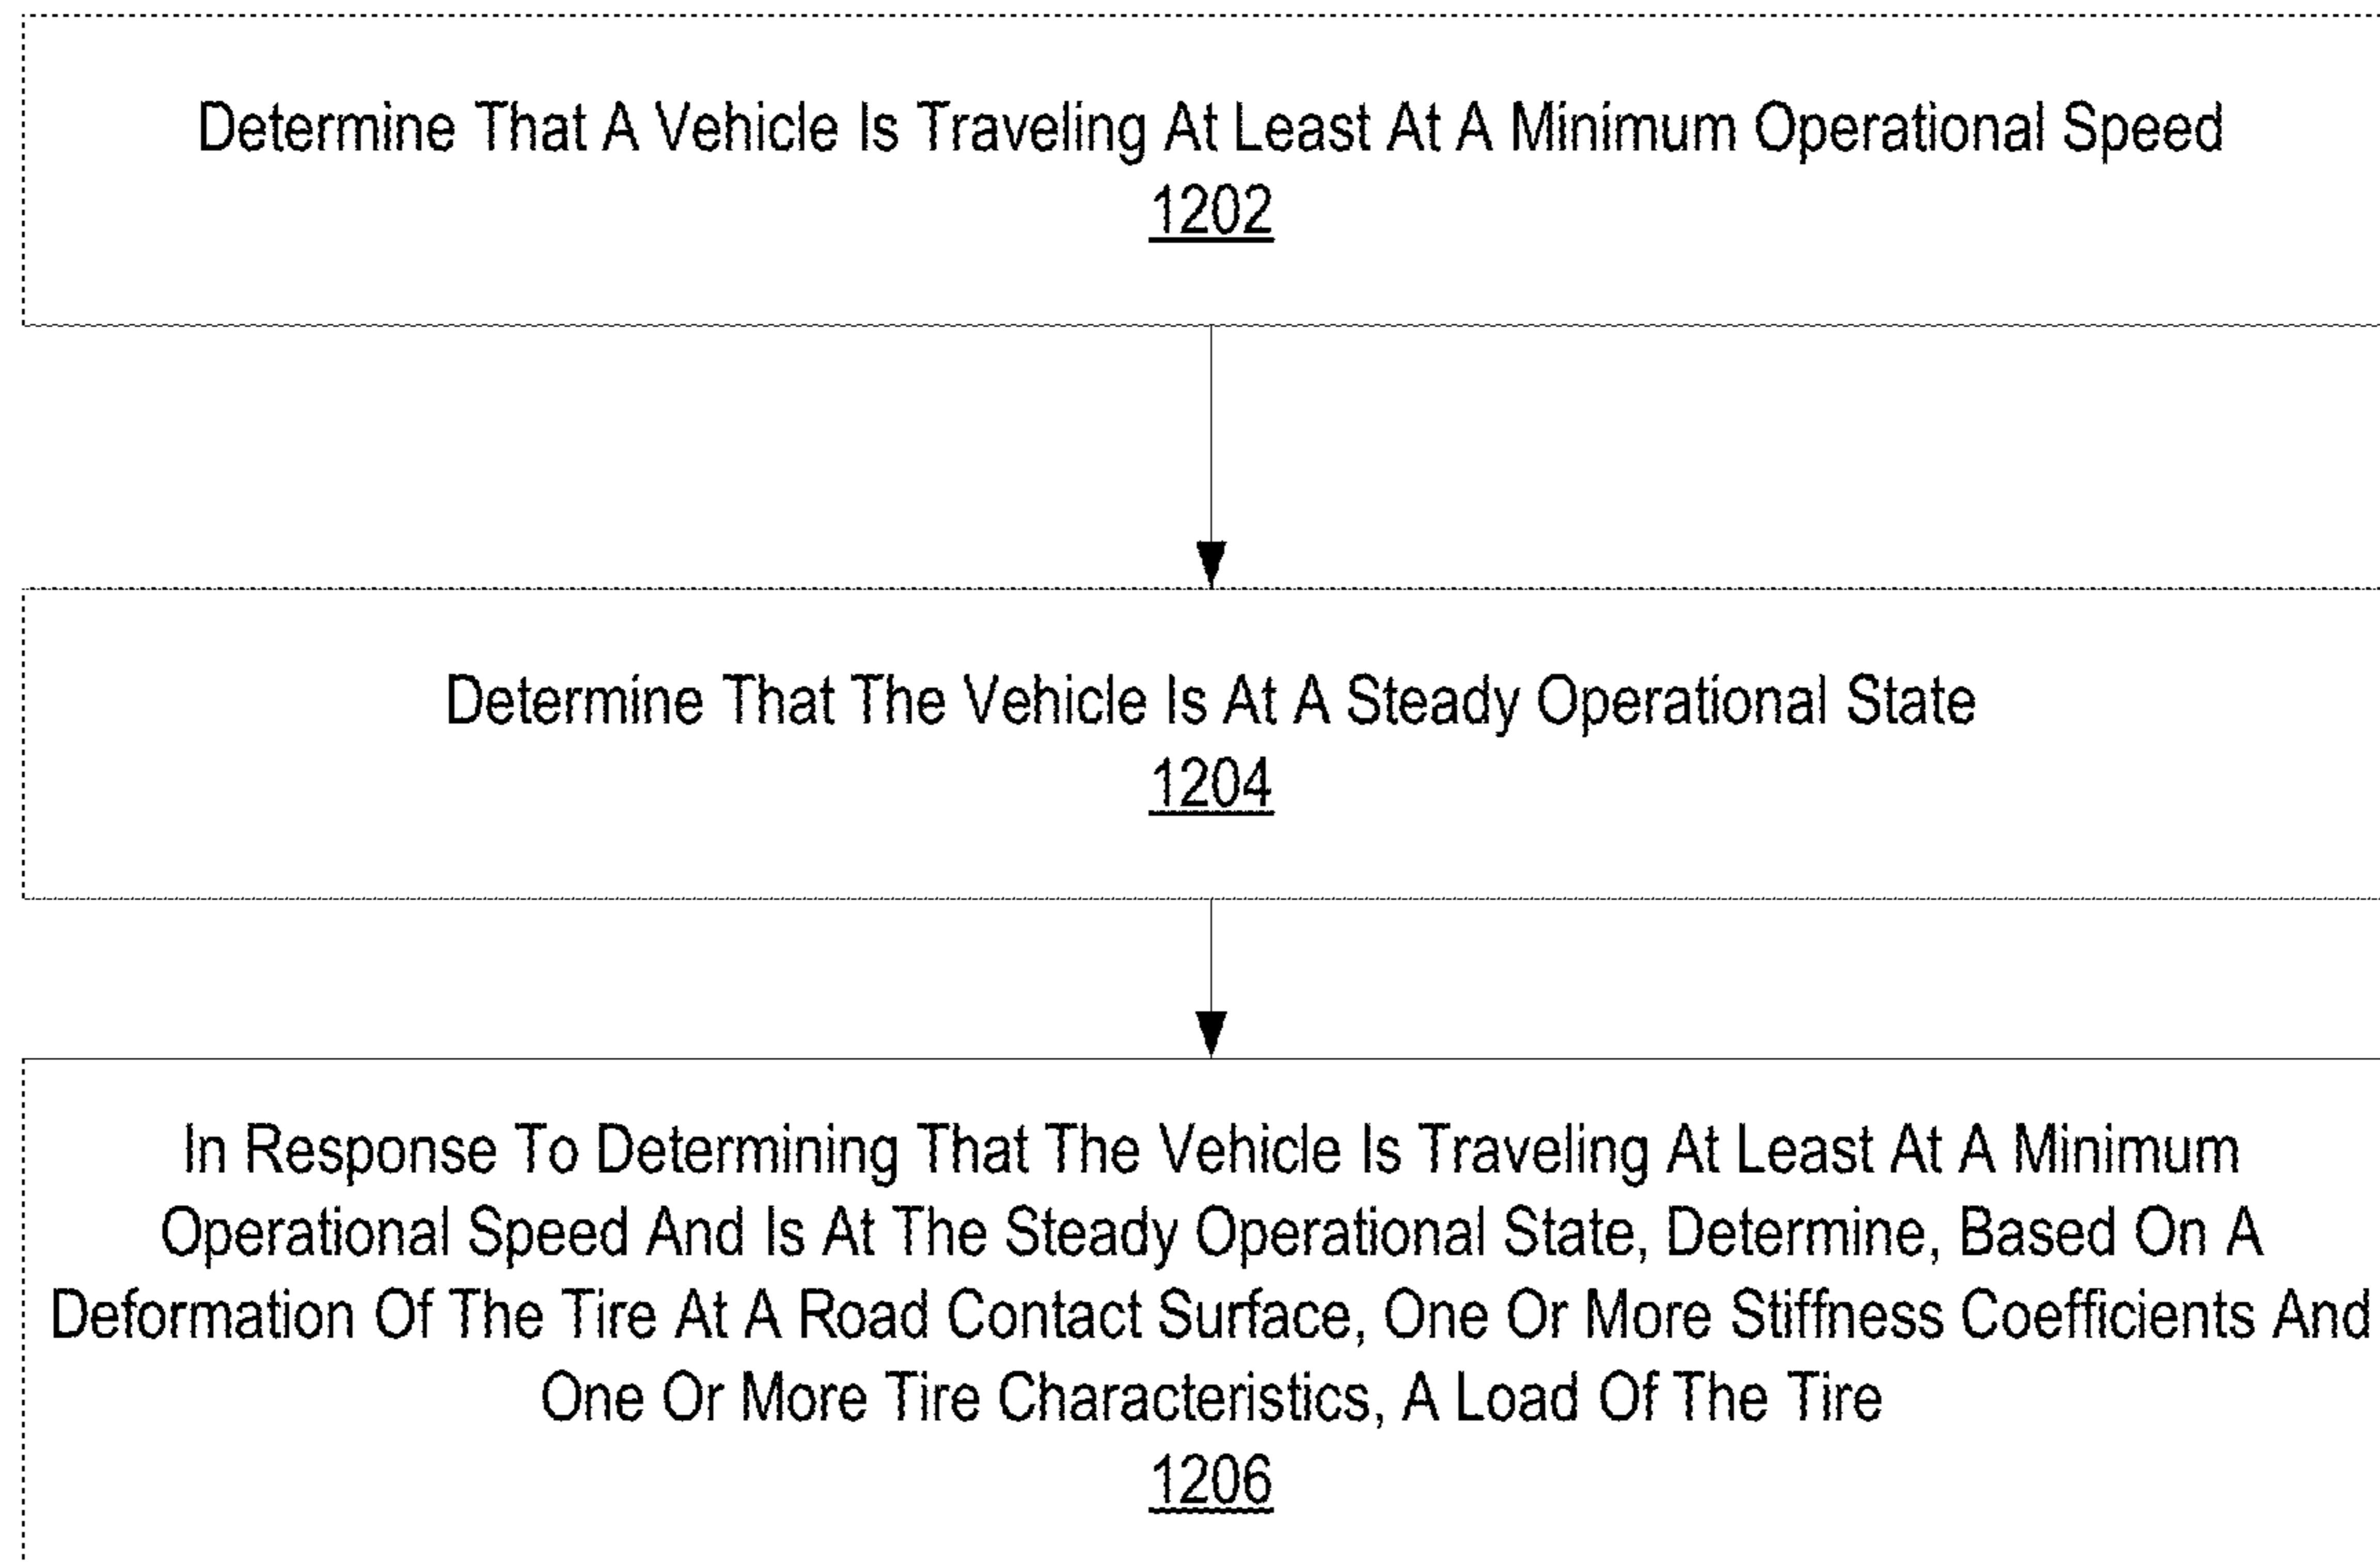 Determine That A Vehicle Is Traveling At Least At A Minimum Operational Speed
1202
Determine That The Vehicle Is At A Steady Operational State
1204
In Response To Determining That The Vehicle Is Traveling At Least At A Minimum
Operational Speed And Is At The Steady Operational State, Determine, Based On A
Deformation Of The Tire At A Road Contact Surface, One Or More Stiffness Coefficients And
One Or More Tire Characteristics, A Load Of The Tire
1206